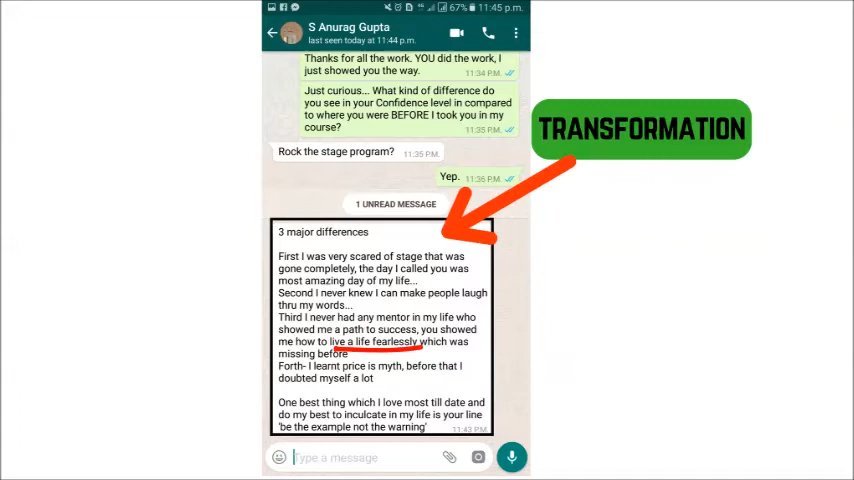 67% 11:45 P.M.
S Anurag Gupta
last seen today at 11:44 p.m.
Thanks for all the work. YOU did the work, I
just showed you the way.
11:34 P.M.
Just curious... What kind of difference do
you see in your Confidence level in compared
to where you were BEFORE I took you in my
course?
11:35 P.M.
TRANSFORMATION
Rock the stage program? 11:35 P.M.
Yep. 11:36 P.M.
1 UNREAD MESSAGE
3 major differences
First I was very scared of stage that was
gone completely, the day I called you was
most amazing day of my life...
Second I never knew I can make people laugh
thru my words...
Third I never had any mentor in my life who
showed me a path to success, you showed
me how to live a life fearlessly which was
missing before
Forth- I learnt price is myth, before that I
doubted myself a lot
One best thing which I love most till date and
do my best to inculcate in my life is your line
'be the example not the warning'
11:43 P.M.
Type a message